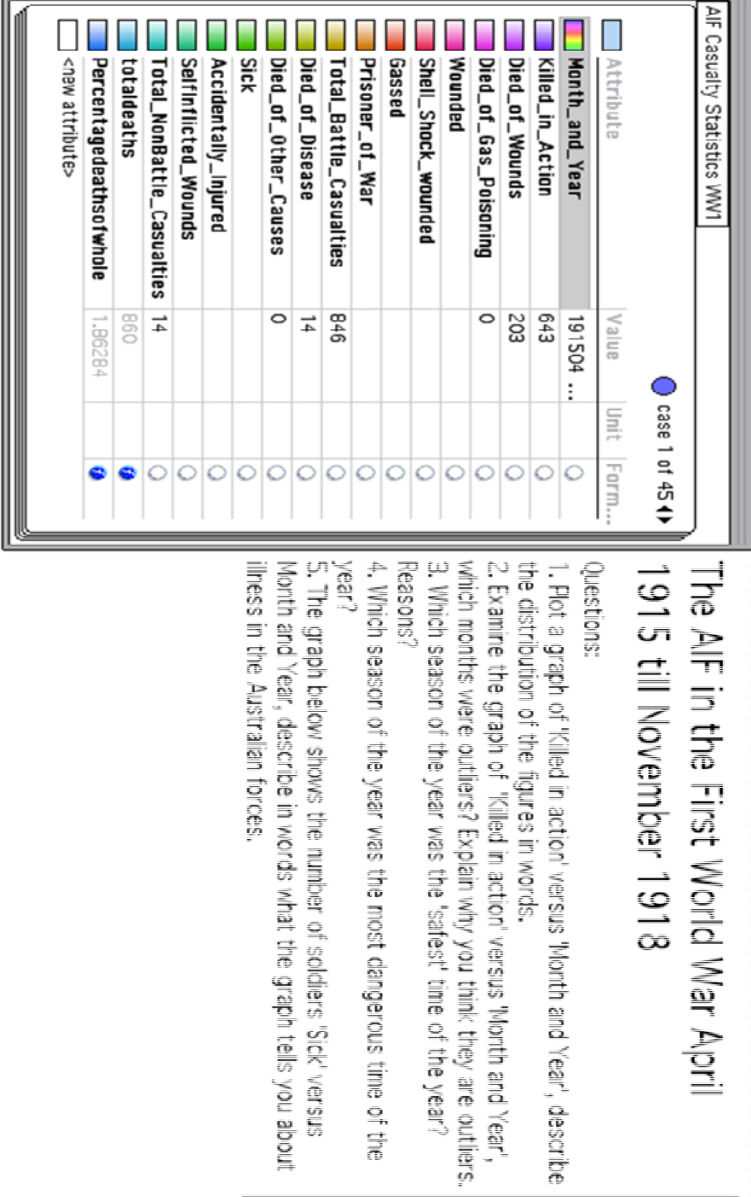 AIF Casualty Statistics WW1
case 1 of 45
Attribute Value Unit Form...
Month_and_Year 191504 ...
Killed_in_Action 643
Died_of_Wounds 203
Died_of_Gas_Poisoning 0
Wounded
Shell_Shock_wounded
Gassed
Prisoner_of_War
Total_Battle_Casualties 846
Died_of_Disease 14
Died_of_Other_Causes 0
Sick
Accidentally_Injured
SelfInflicted_Wounds
Total_NonBattle_Casualties 14
totaldeaths 860
Percentagedeathsofwhole 1.86284
<new attribute>
The AIF in the First World War April
1915 till November 1918
Questions:
1. Plot a graph of 'Killed in action' versus 'Month and Year', describe
the distribution of the figures in words.
2. Examine the graph of 'Killed in action' versus 'Month and Year',
which months were outliers? Explain why you think they are outliers.
3. Which season of the year was the 'safest' time of the year?
Reasons?
4. Which season of the year was the most dangerous time of the
year?
5. The graph below shows the number of soldiers 'Sick' versus
Month and Year, describe in words what the graph tells you about
illness in the Australian forces.